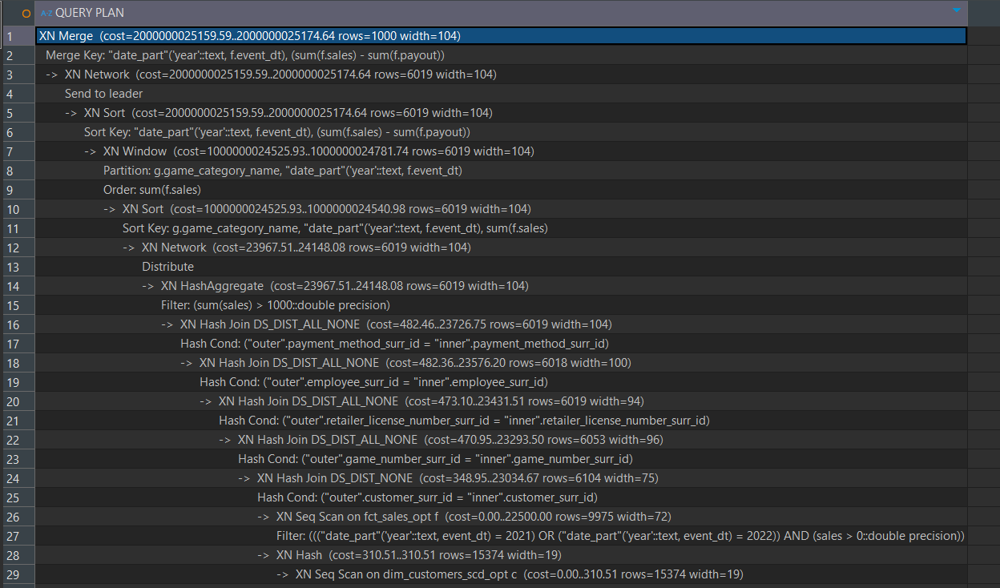 A-Z QUERY PLAN
1 XN Merge (cost=2000000025159.59..2000000025174.64 rows=1000 width=104)
2 Merge Key: "date_part"('year'::text, f.event_dt), (sum(f.sales) - sum(f.payout))
3 -> XN Network (cost=2000000025159.59..2000000025174.64 rows=6019 width=104)
4 Send to leader
5 -> XN Sort (cost=2000000025159.59..2000000025174.64 rows=6019 width=104)
6 Sort Key: "date_part"('year'::text, f.event_dt), (sum(f.sales) - sum(f.payout))
7 -> XN Window (cost=1000000024525.93..1000000024781.74 rows=6019 width=104)
8 Partition: g.game_category_name, "date_part"('year'::text, f.event_dt)
9 Order: sum(f.sales)
10 -> XN Sort (cost=1000000024525.93..1000000024540.98 rows=6019 width=104)
11 Sort Key: g.game_category_name, "date_part"('year'::text, f.event_dt), sum(f.sales)
12 -> XN Network (cost=23967.51..24148.08 rows=6019 width=104)
13 Distribute
14 -> XN HashAggregate (cost=23967.51..24148.08 rows=6019 width=104)
15 Filter: (sum(sales) > 1000::double precision)
16 -> XN Hash Join DS_DIST_ALL_NONE (cost=482.46..23726.75 rows=6019 width=104)
17 Hash Cond: ("outer".payment_method_surr_id = "inner".payment_method_surr_id)
18 -> XN Hash Join DS_DIST_ALL_NONE (cost=482.36..23576.20 rows=6018 width=100)
19 Hash Cond: ("outer".employee_surr_id = "inner".employee_surr_id)
20 -> XN Hash Join DS_DIST_ALL_NONE (cost=473.10..23431.51 rows=6019 width=94)
21 Hash Cond: ("outer".retailer_license_number_surr_id = "inner".retailer_license_number_surr_id)
22 -> XN Hash Join DS_DIST_ALL_NONE (cost=470.95..23293.50 rows=6053 width=96)
23 Hash Cond: ("outer".game_number_surr_id = "inner".game_number_surr_id)
24 -> XN Hash Join DS_DIST_NONE (cost=348.95..23034.67 rows=6104 width=75)
25 Hash Cond: ("outer".customer_surr_id = "inner".customer_surr_id)
26 -> XN Seq Scan on fct_sales_opt f (cost=0.00..22500.00 rows=9975 width=72)
27 Filter: ((("date_part"('year'::text, event_dt) = 2021) OR ("date_part"('year'::text, event_dt) = 2022)) AND (sales > 0::double precision))
28 -> XN Hash (cost=310.51..310.51 rows=15374 width=19)
29 -> XN Seq Scan on dim_customers_scd_opt c (cost=0.00..310.51 rows=15374 width=19)